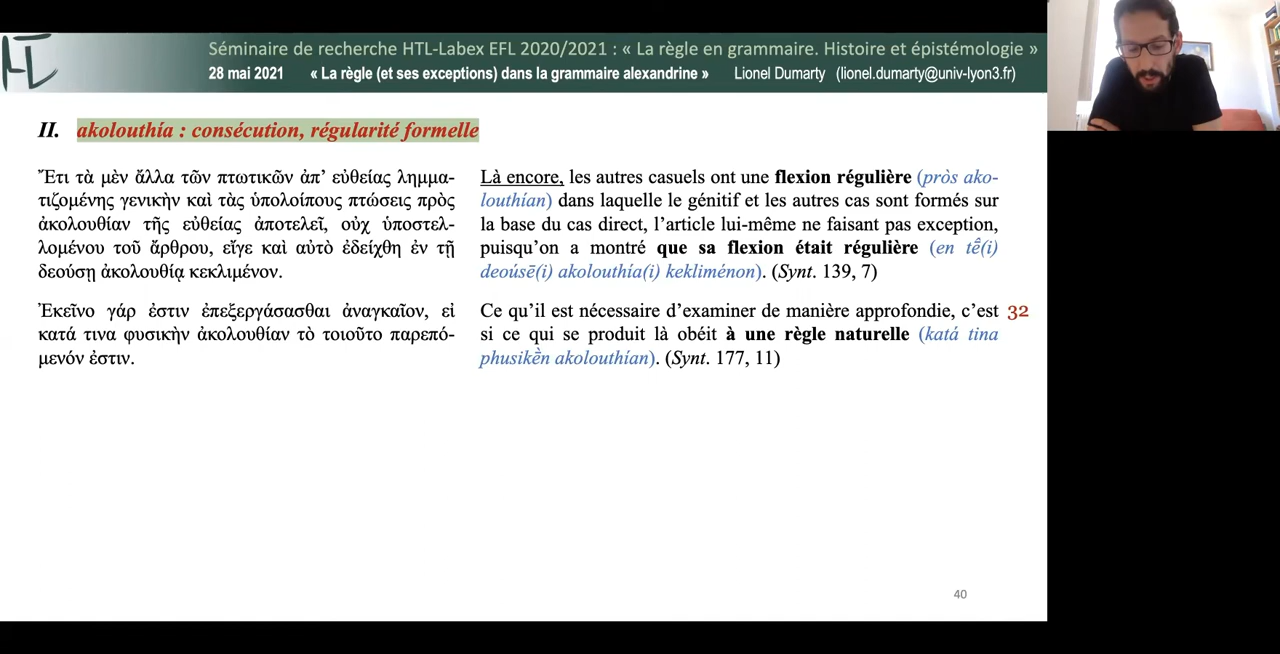 HTL
Séminaire de recherche HTL-Labex EFL 2020/2021 : « La règle en grammaire. Histoire et épistémologie »
28 mai 2021 « La règle (et ses exceptions) dans la grammaire alexandrine » Lionel Dumarty (lionel.dumarty@univ-lyon3.fr)
II. akolouthía : consécution, régularité formelle
Ἔτι τὰ μὲν ἄλλα τῶν πτωτικῶν ἀπ’ εὐθείας λημμα-
τιζομένης γενικὴν καὶ τὰς ὑπολοίπους πτώσεις πρὸς
ἀκολουθίαν τῆς εὐθείας ἀποτελεῖ, οὐχ ὑποστελ-
λομένου τοῦ ἄρθρου, εἴγε καὶ αὐτὸ ἐδείχθη ἐν τῇ
δεούσῃ ἀκολουθίᾳ κεκλιμένον.
Là encore, les autres casuels ont une flexion régulière (pròs ako-
louthían) dans laquelle le génitif et les autres cas sont formés sur
la base du cas direct, l’article lui-même ne faisant pas exception,
puisqu’on a montré que sa flexion était régulière (en tȇ(i)
deoúsē(i) akolouthía(i) kekliménon). (Synt. 139, 7)
Ἐκεῖνο γάρ ἐστιν ἐπεξεργάσασθαι ἀναγκαῖον, εἰ
κατά τινα φυσικὴν ἀκολουθίαν τὸ τοιοῦτο παρεπό-
μενόν ἐστιν.
Ce qu’il est nécessaire d’examiner de manière approfondie, c’est 32
si ce qui se produit là obéit à une règle naturelle (katá tina
phusikḕn akolouthían). (Synt. 177, 11)
40